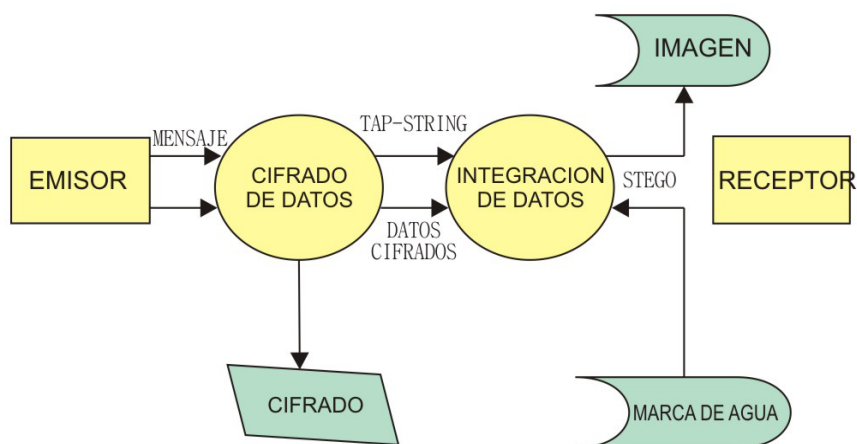 IMAGEN
MENSAJE
TAP-STRING
EMISOR
CIFRADO
DE DATOS
INTEGRACION
DE DATOS
STEGO
RECEPTOR
DATOS
CIFRADOS
CIFRADO
MARCA DE AGUA